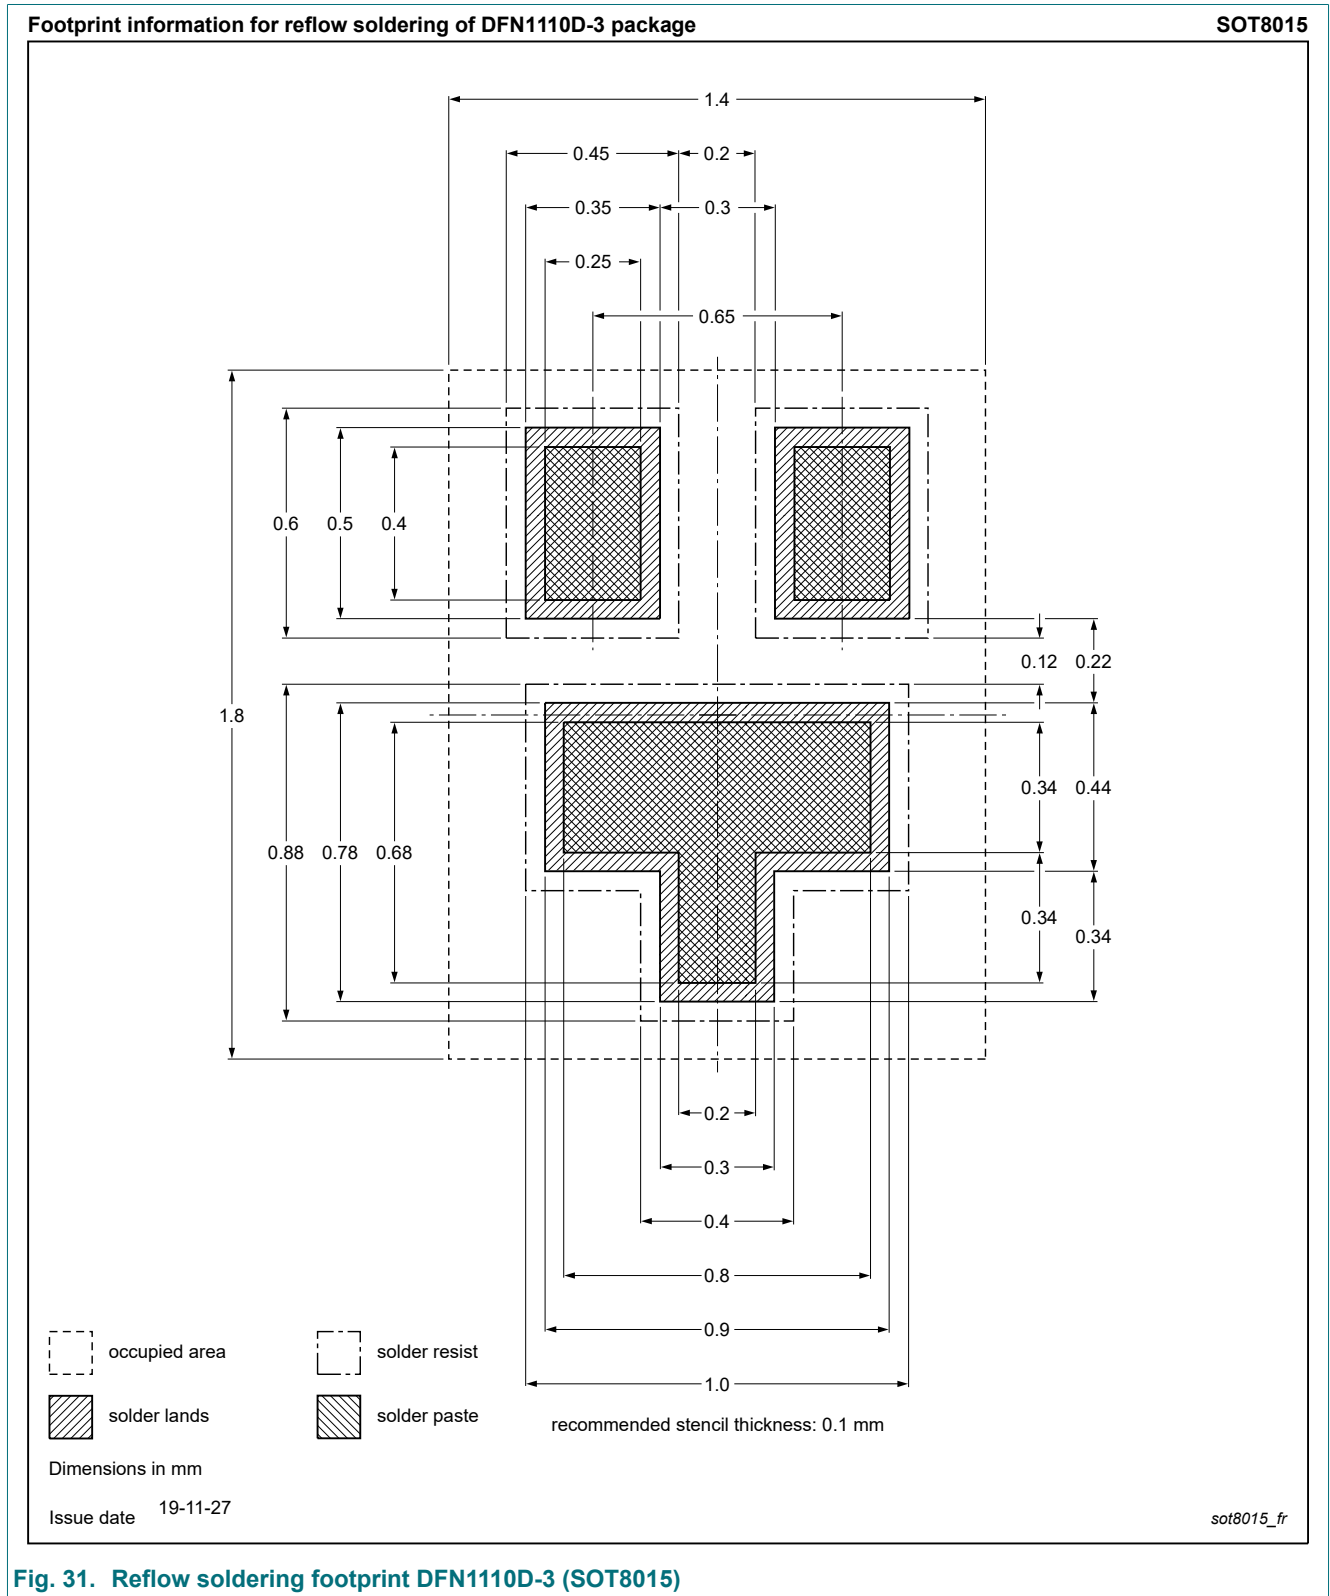 Footprint information for reflow soldering of DFN1110D-3 package SOT8015
1.4
0.45 0.2
0.35 0.3
0.25
0.65
0.6 0.5 0.4
0.12 0.22
1.8
0.34 0.44
0.88 0.78 0.68
0.34
0.34
0.2
0.3
0.4
0.8
0.9
1.0
occupied area solder resist
solder lands solder paste
recommended stencil thickness: 0.1 mm
Dimensions in mm
Issue date 19-11-27
sot8015_fr
Fig. 31. Reflow soldering footprint DFN1110D-3 (SOT8015)